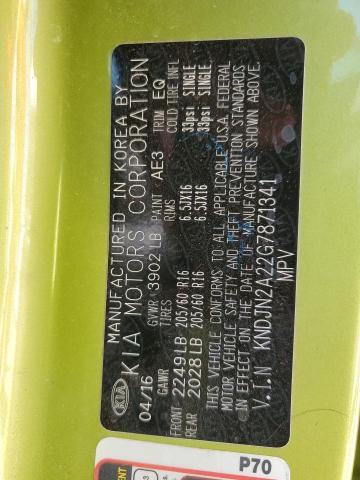 MANUFACTURED IN KOREA BY
KIA KIA MOTORS CORPORATION
04/16 GVWR 3902 LB PAINT AE3 TRIM EQ
GAWR TIRES RIMS COLD TIRE INFL
FRONT 2249 LB 205/60 R16 6.5JX16 33psi SINGLE
REAR 2028 LB 205/60 R16 6.5JX16 33psi SINGLE
THIS VEHICLE CONFORMS TO ALL APPLICABLE U.S.A. FEDERAL
MOTOR VEHICLE SAFETY AND THEFT PREVENTION STANDARDS
IN EFFECT ON THE DATE OF MANUFACTURE SHOWN ABOVE.
V.I.N KNDJN2A22G7871341
MPV
P70